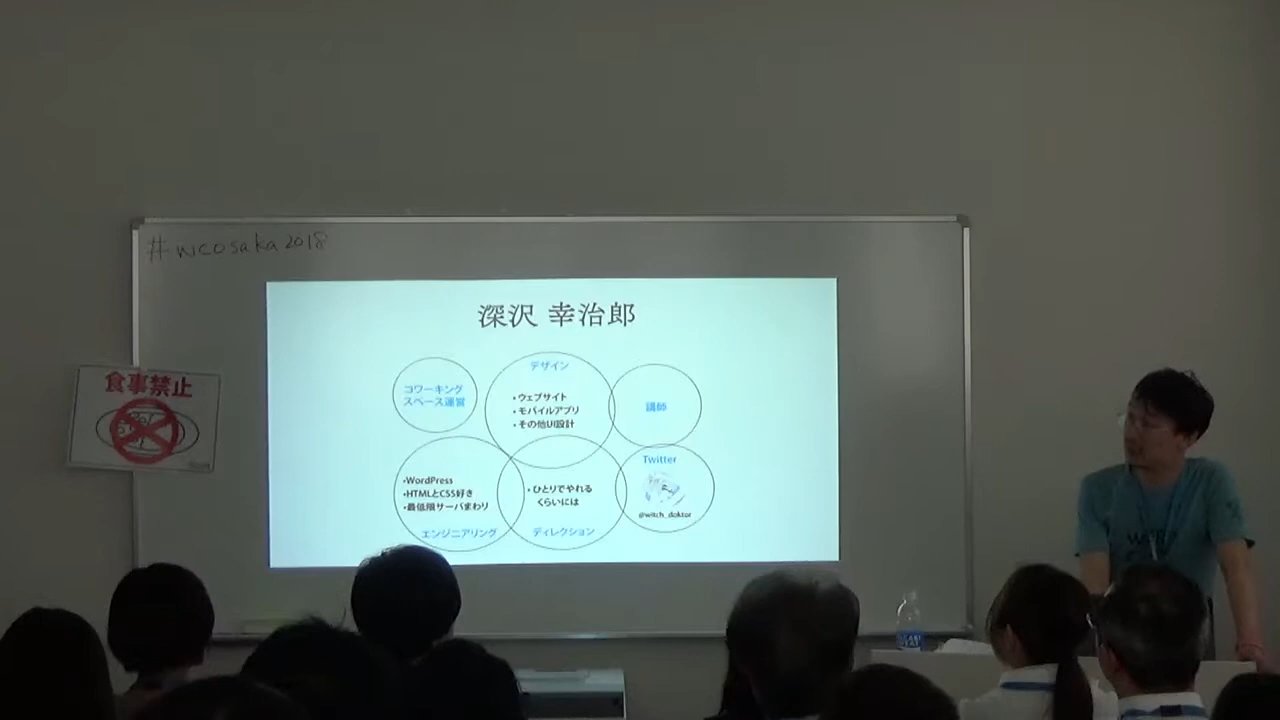 #wcosaka2018
食事禁止
深沢 幸治郎
コワーキング
スペース運営
デザイン
・ウェブサイト
・モバイルアプリ
・その他UI設計
講師
・WordPress
・HTMLとCSS好き
・最低限サーバまわり
エンジニアリング
・ひとりでやれる
くらいには
ディレクション
Twitter
@witch_doktor